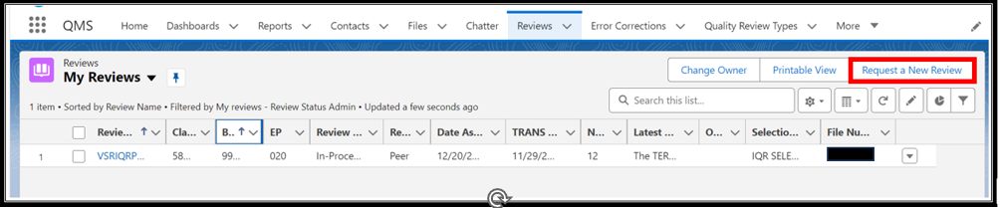 QMS Home Dashboards Reports Contacts Files Chatter Reviews Error Corrections Quality Review Types More
Reviews
My Reviews
Change Owner Printable View Request a New Review
1 item • Sorted by Review Name • Filtered by My reviews - Review Status Admin • Updated a few seconds ago
Search this list...
Revie... Cla... B.. EP Review ... Re... Date As... TRANS ... N... Latest ... O... Selectio... File Nu...
1 VSRIQRP... 58... 99... 020 In-Proce... Peer 12/20/2... 11/29/2... 12 The TER... IQR SELE...